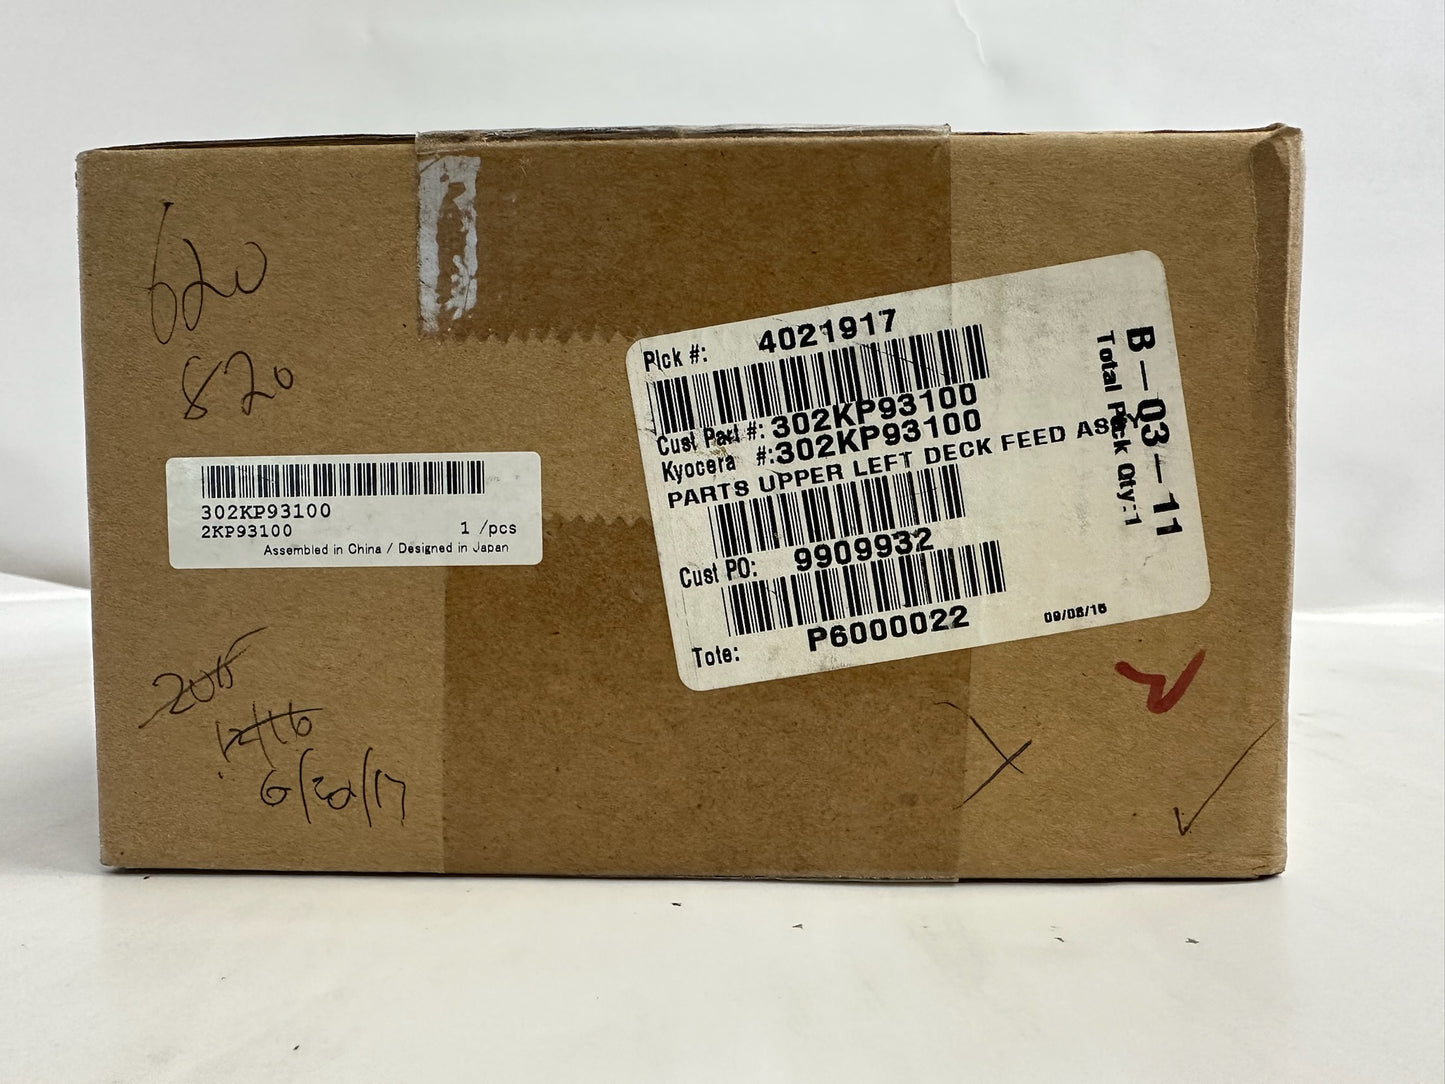 620
820
302KP93100
2KP93100 1 /pcs
Assembled in China / Designed in Japan
Pick #: 4021917
Cust Part #: 302KP93100
Kyocera #: 302KP93100
PARTS UPPER LEFT DECK FEED ASSY
Cust PO: 9909932
Tote: P6000022
09/08/15
B-03-11
Total Pick Qty: 1
6/30/17